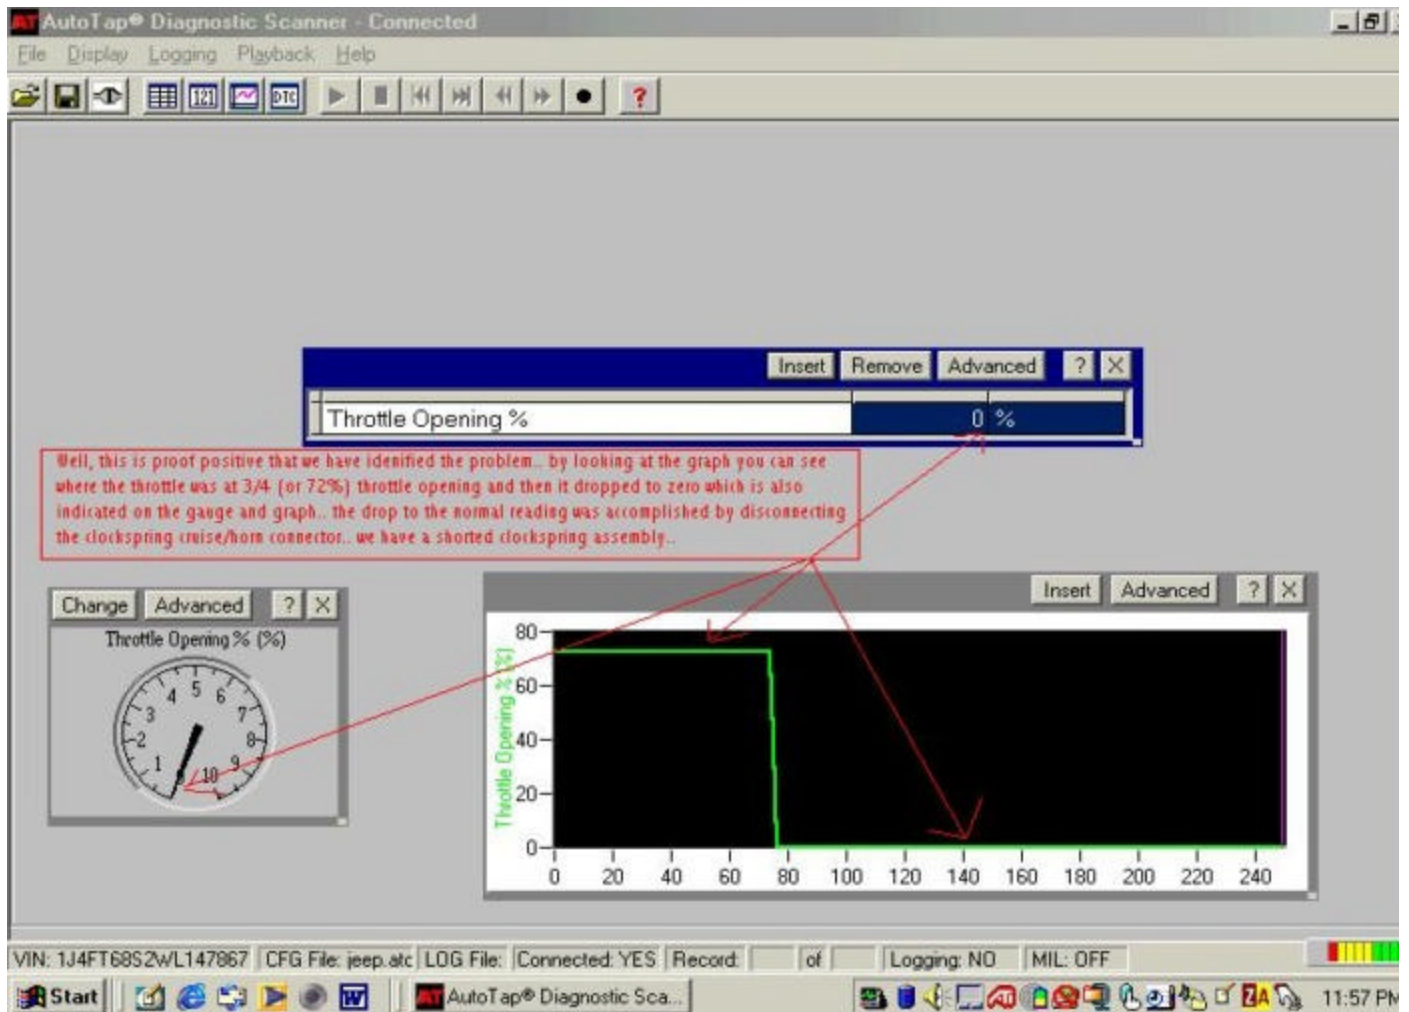 AutoTap® Diagnostic Scanner - Connected
File Display Logging Playback Help
121 DTC ?
Insert Remove Advanced ? X
Throttle Opening % 0 %
Well, this is proof positive that we have idenified the problem.. by looking at the graph you can see
where the throttle was at 3/4 (or 72%) throttle opening and then it dropped to zero which is also
indicated on the gauge and graph.. the drop to the normal reading was accomplished by disconnecting
the clockspring cruise/horn connector.. we have a shorted clockspring assembly..
Change Advanced ? X
Throttle Opening % (%)
0 1 2 3 4 5 6 7 8 9 10
Insert Advanced ? X
Throttle Opening % (%)
80
60
40
20
0
0 20 40 60 80 100 120 140 160 180 200 220 240
VIN: 1J4FT68S2WL147867 CFG File: jeep.atc LOG File: Connected: YES Record: of Logging: NO MIL: OFF
Start AutoTap® Diagnostic Sca... 11:57 PM